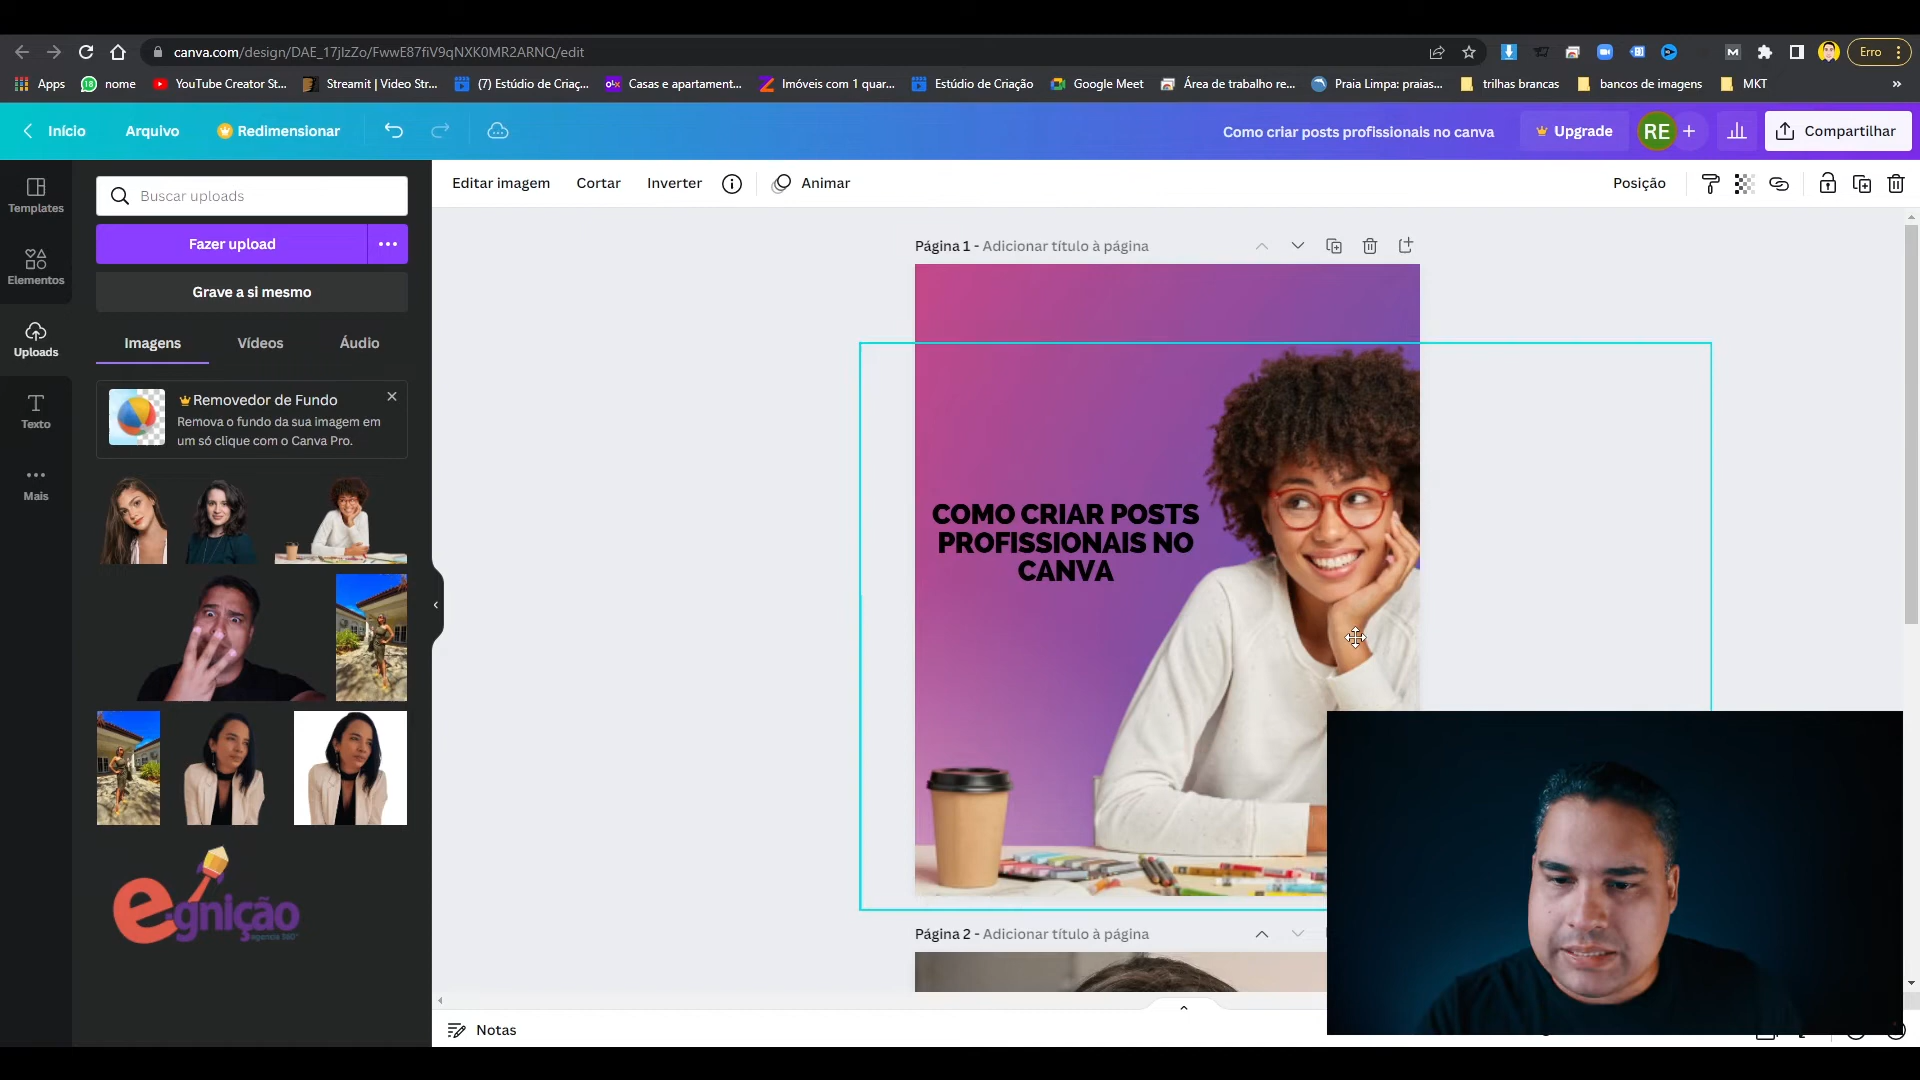 canva.com/design/DAE_17jIzZo/FwwE87fiV9qNXK0MR2ARNQ/edit
Erro
Apps
nome
YouTube Creator St...
Streamit | Video Str...
(7) Estúdio de Criaç...
Casas e apartament...
Imóveis com 1 quar...
Estúdio de Criação
Google Meet
Área de trabalho re...
Praia Limpa: praias...
trilhas brancas
bancos de imagens
MKT
Início
Arquivo
Redimensionar
Como criar posts profissionais no canva
Upgrade
RE
Compartilhar
Templates
Elementos
Uploads
Texto
Mais
Buscar uploads
Fazer upload
Grave a si mesmo
Imagens
Vídeos
Áudio
Removedor de Fundo
Remova o fundo da sua imagem em
um só clique com o Canva Pro.
e-gnição
agencia 360°
Editar imagem
Cortar
Inverter
Animar
Posição
Página 1 - Adicionar título à página
COMO CRIAR POSTS
PROFISSIONAIS NO
CANVA
Página 2 - Adicionar título à página
Notas